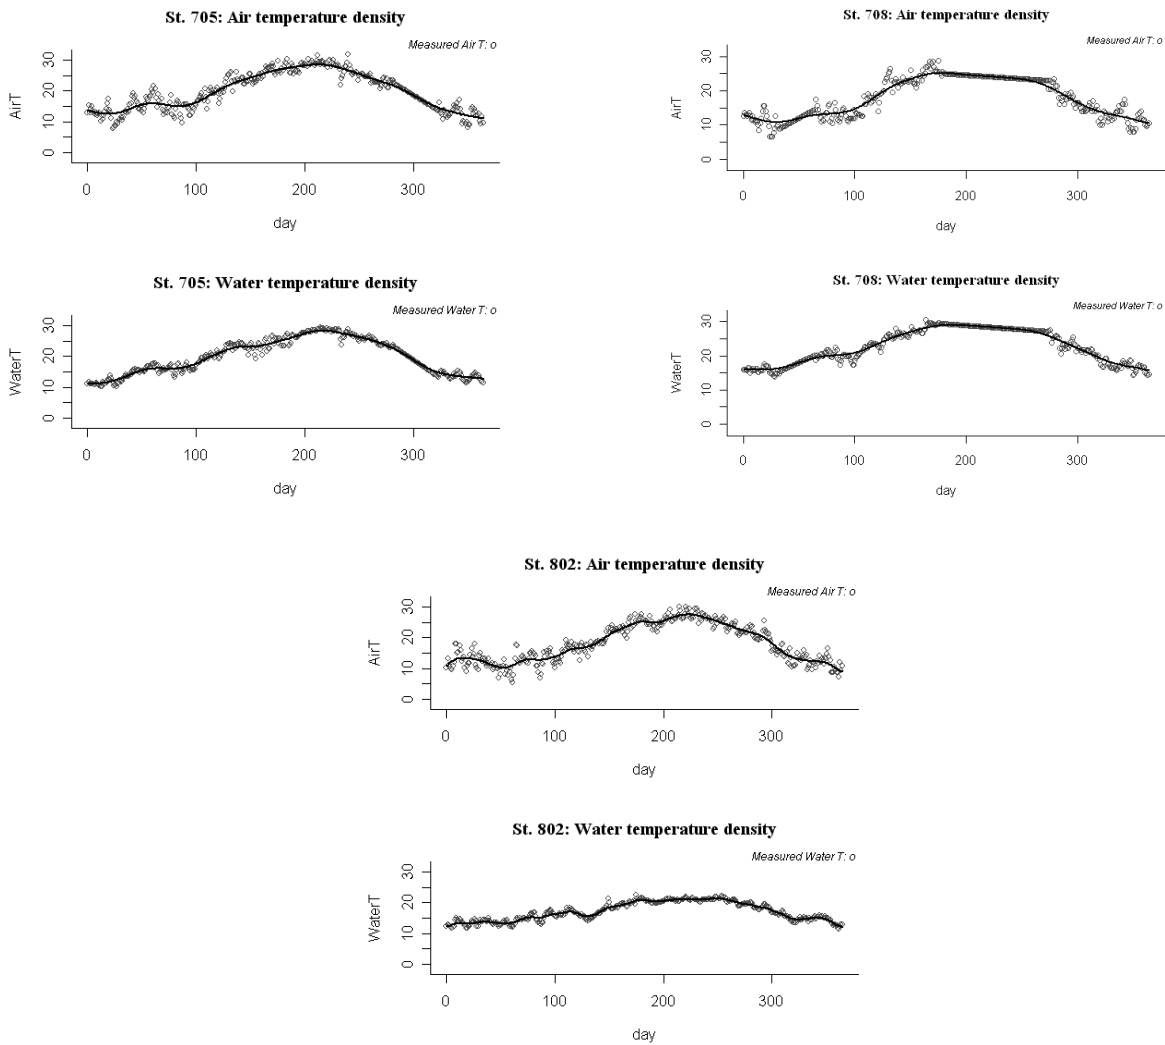 St. 705: Air temperature density
Measured Air T: o
AirT
30
20
10
0
0 100 200 300
day
St. 708: Air temperature density
Measured Air T: o
AirT
30
20
10
0
0 100 200 300
day
St. 705: Water temperature density
Measured Water T: o
WaterT
30
20
10
0
0 100 200 300
day
St. 708: Water temperature density
Measured Water T: o
WaterT
30
20
10
0
0 100 200 300
day
St. 802: Air temperature density
Measured Air T: o
AirT
30
20
10
0
0 100 200 300
day
St. 802: Water temperature density
Measured Water T: o
WaterT
30
20
10
0
0 100 200 300
day